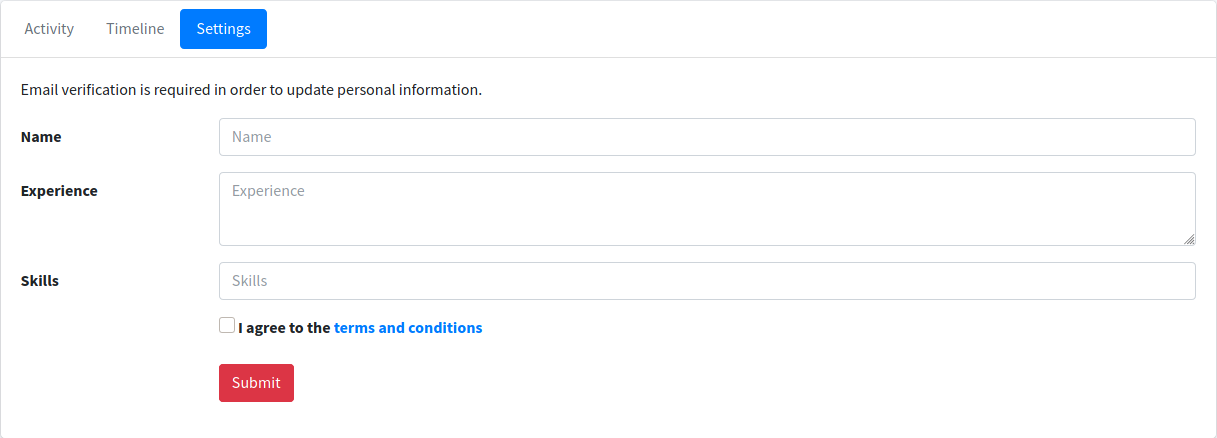 Activity Timeline Settings
Email verification is required in order to update personal information.
Name Name
Experience Experience
Skills Skills
I agree to the terms and conditions
Submit